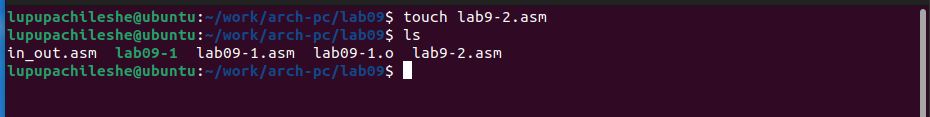 lupupachileshe@ubuntu:~/work/arch-pc/lab09$ touch lab9-2.asm
lupupachileshe@ubuntu:~/work/arch-pc/lab09$ ls
in_out.asm  lab09-1  lab09-1.asm  lab09-1.o  lab9-2.asm
lupupachileshe@ubuntu:~/work/arch-pc/lab09$